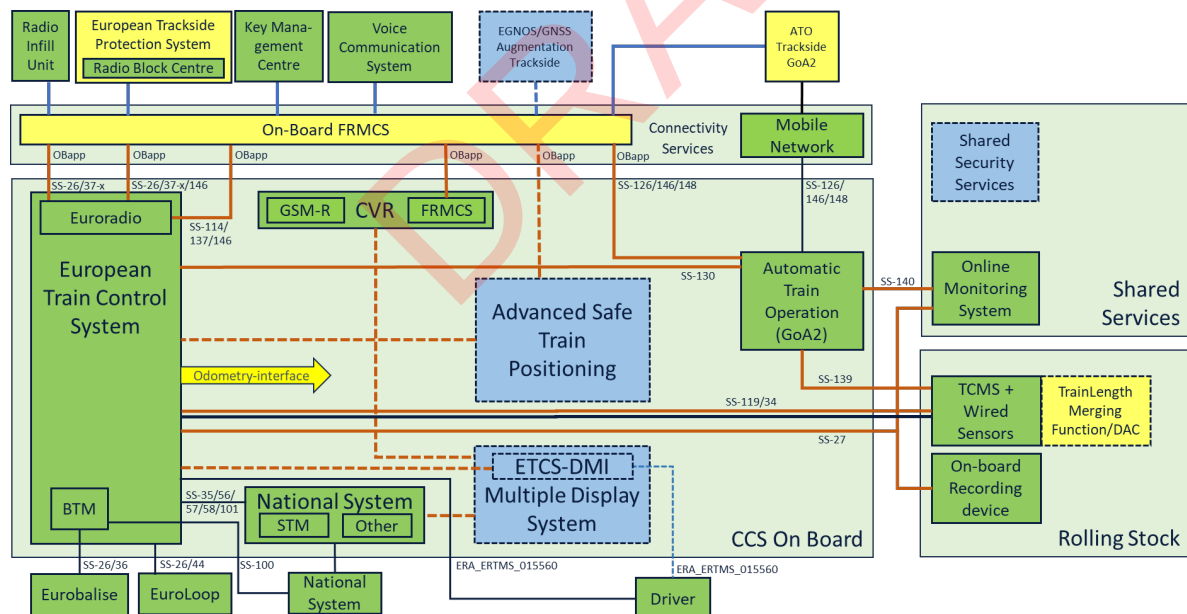 Radio
Infill
Unit
European Trackside
Protection System
Radio Block Centre
Key Mana-
gement
Centre
Voice
Communication
System
EGNOS/GNSS
Augmentation
Trackside
ATO
Trackside
GoA2
On-Board FRMCS
Connectivity
Services
Mobile
Network
OBapp
OBapp
OBapp
OBapp
OBapp
OBapp
SS-26/37-x
SS-26/37-x/146
SS-126/146/148
SS-126/
146/148
Shared
Security
Services
Euroradio
SS-114/
137/146
GSM-R
CVR
FRMCS
European
Train Control
System
SS-130
Automatic
Train
Operation
(GoA2)
SS-140
Online
Monitoring
System
Shared
Services
Advanced Safe
Train
Positioning
Odometry-interface
SS-139
SS-119/34
SS-27
TCMS +
Wired
Sensors
TrainLength
Merging
Function/DAC
ETCS-DMI
Multiple Display
System
On-board
Recording
device
BTM
SS-35/56/
57/58/101
National System
STM
Other
CCS On Board
Rolling Stock
SS-26/36
SS-26/44
SS-100
ERA_ERTMS_015560
ERA_ERTMS_015560
Eurobalise
EuroLoop
National
System
Driver
DRA